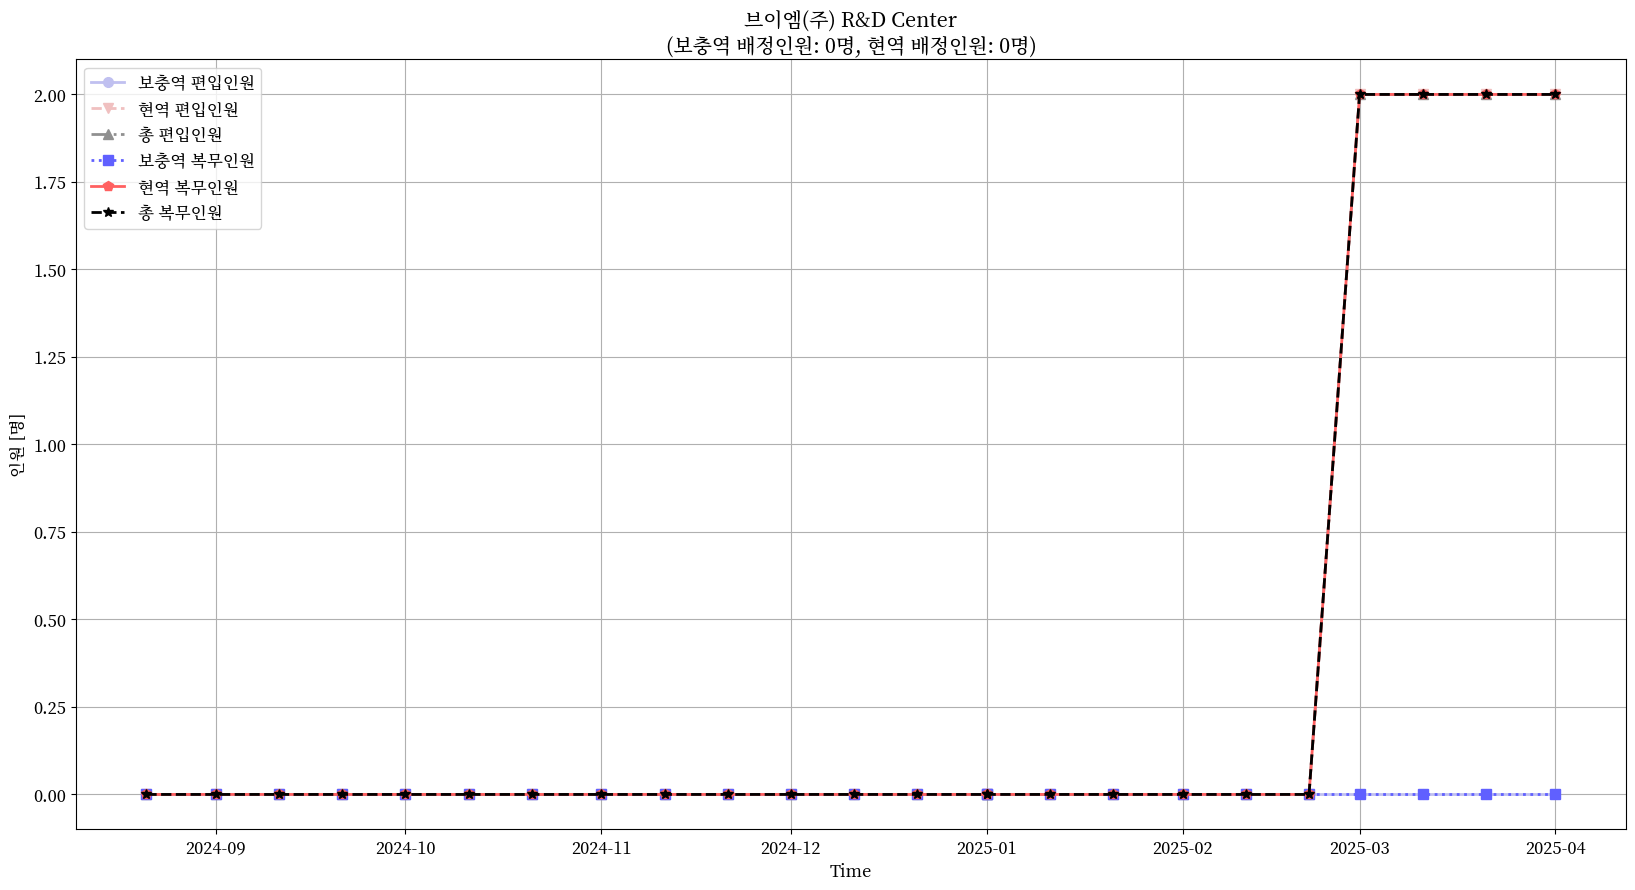 브이엠(주) R&D Center
(보충역 배정인원: 0명, 현역 배정인원: 0명)
보충역 편입인원
현역 편입인원
총 편입인원
보충역 복무인원
현역 복무인원
총 복무인원
2.00
1.75
1.50
1.25
1.00
0.75
0.50
0.25
0.00
인원 [명]
2024-09 2024-10 2024-11 2024-12 2025-01 2025-02 2025-03 2025-04
Time